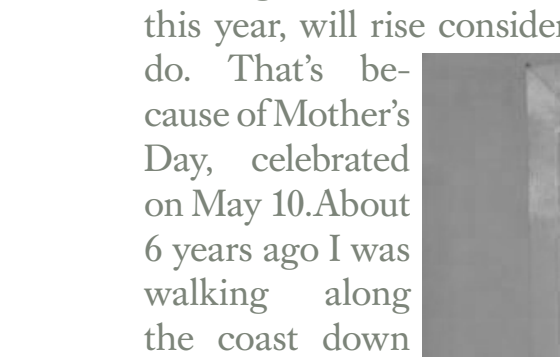 this year, will rise
do. That’s be-
cause of Mother’s
Day, celebrated
on May 10.About
6 years ago I was
walking along
the coast down